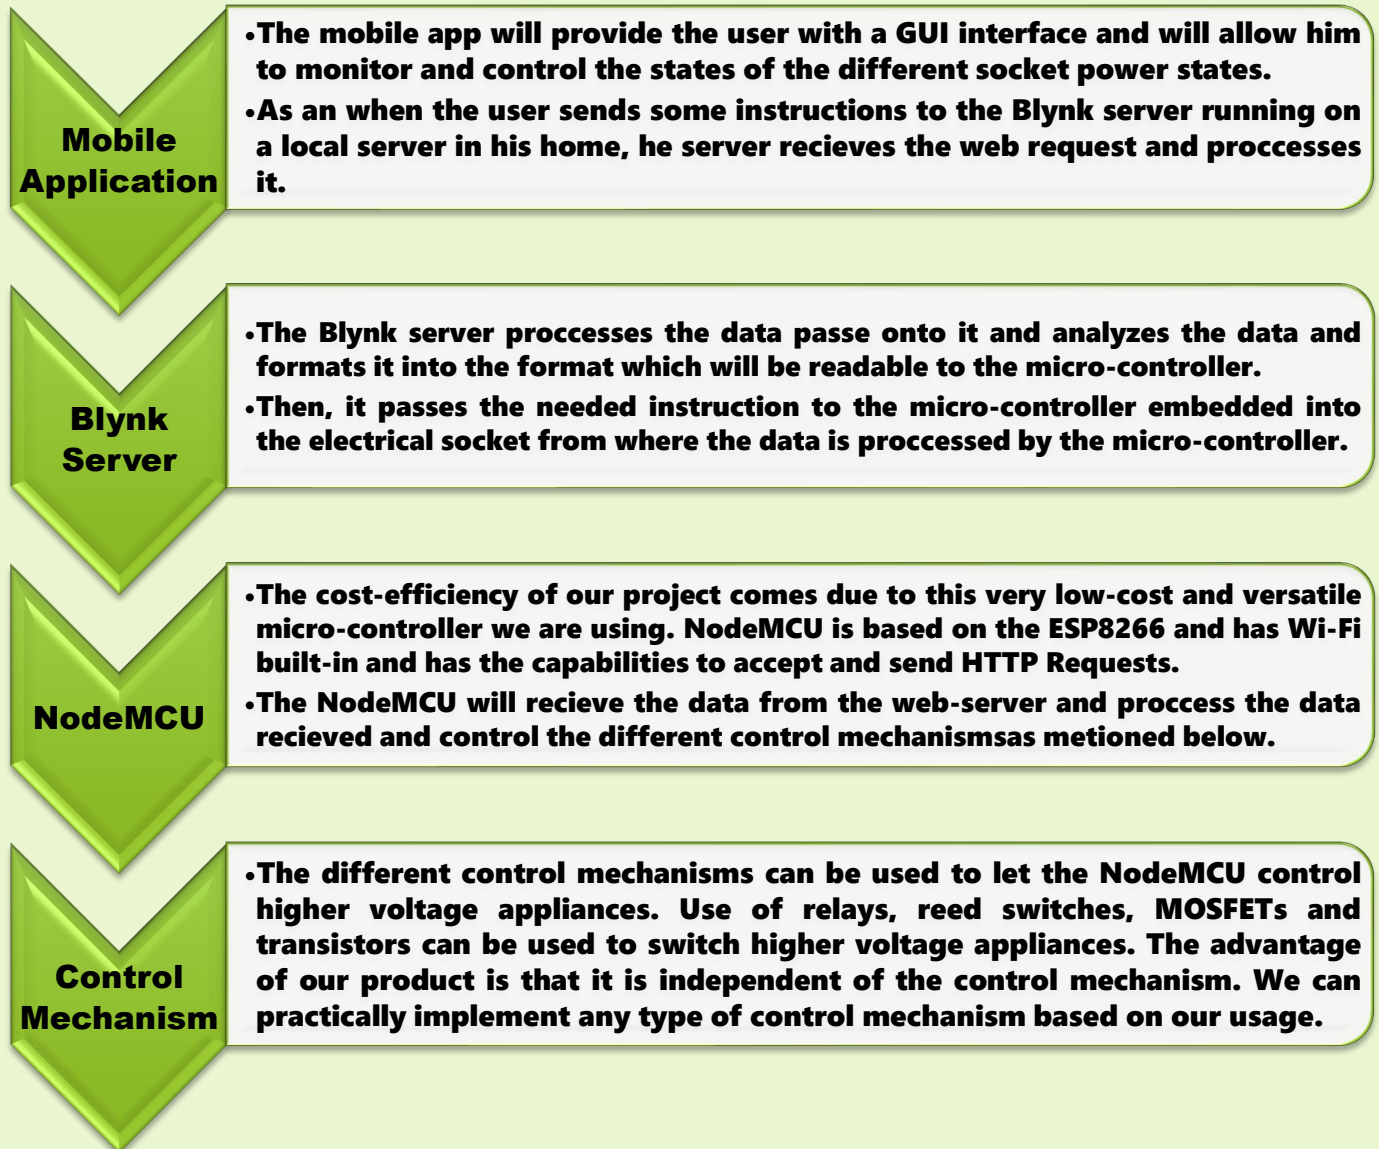 Mobile
Application
•The mobile app will provide the user with a GUI interface and will allow him
to monitor and control the states of the different socket power states.
•As an when the user sends some instructions to the Blynk server running on
a local server in his home, he server recieves the web request and proccesses
it.
Blynk
Server
•The Blynk server proccesses the data passe onto it and analyzes the data and
formats it into the format which will be readable to the micro-controller.
•Then, it passes the needed instruction to the micro-controller embedded into
the electrical socket from where the data is proccessed by the micro-controller.
NodeMCU
•The cost-efficiency of our project comes due to this very low-cost and versatile
micro-controller we are using. NodeMCU is based on the ESP8266 and has Wi-Fi
built-in and has the capabilities to accept and send HTTP Requests.
•The NodeMCU will recieve the data from the web-server and proccess the data
recieved and control the different control mechanismsas metioned below.
Control
Mechanism
•The different control mechanisms can be used to let the NodeMCU control
higher voltage appliances. Use of relays, reed switches, MOSFETs and
transistors can be used to switch higher voltage appliances. The advantage
of our product is that it is independent of the control mechanism. We can
practically implement any type of control mechanism based on our usage.